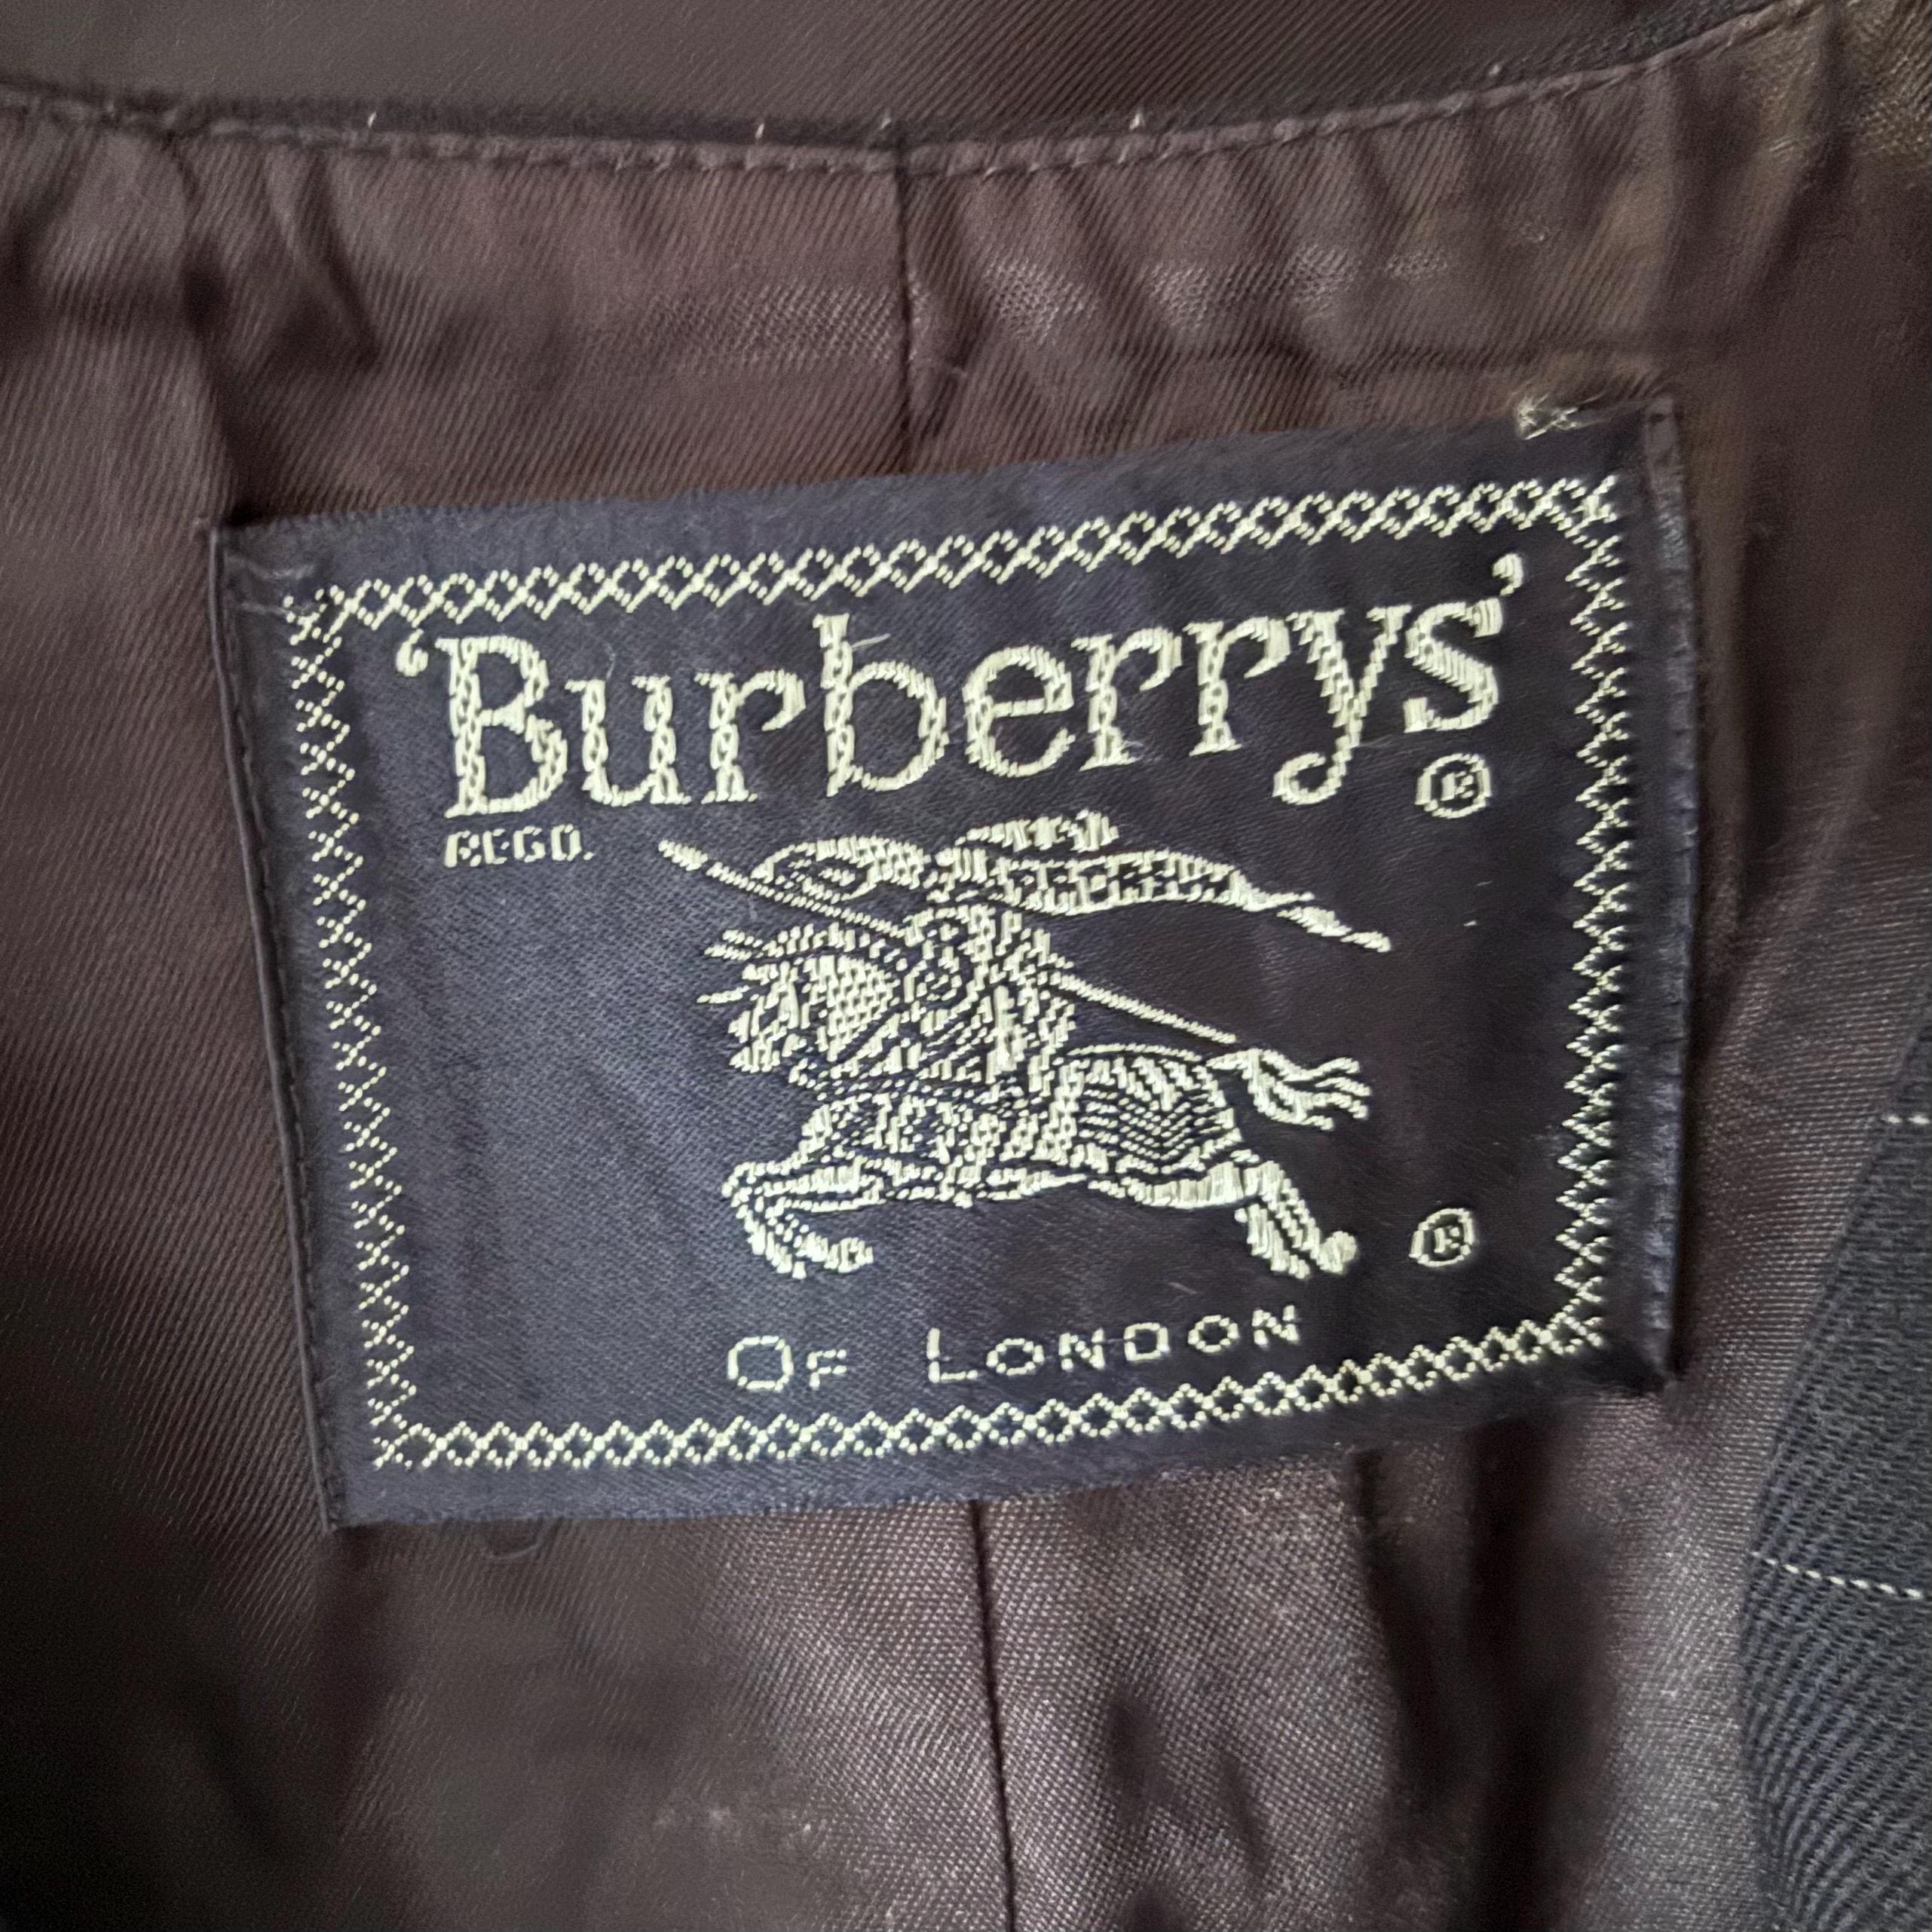 'Burberrys'
REGD. ®
®
OF LONDON